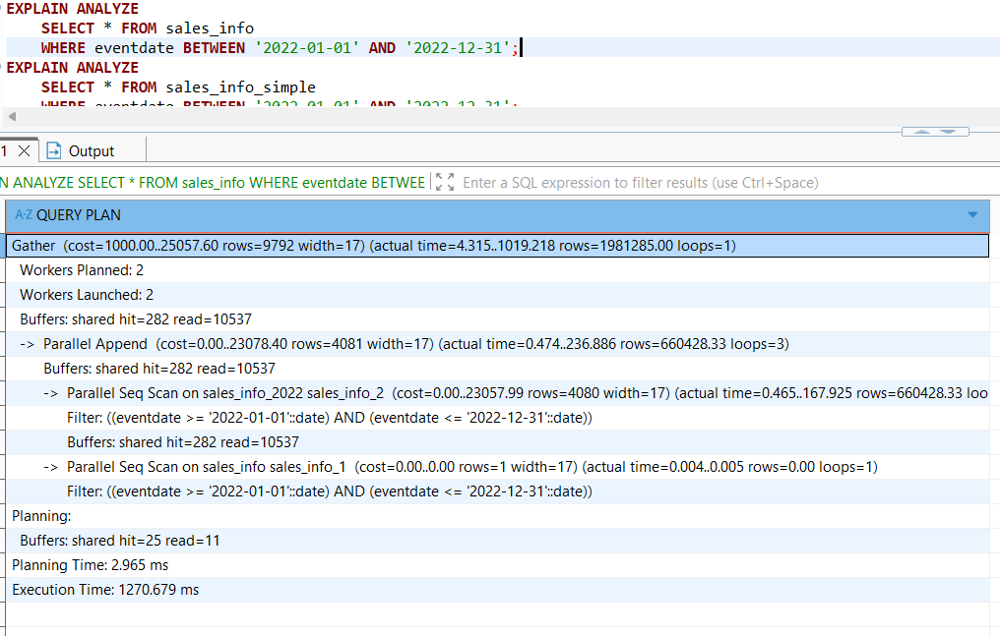 EXPLAIN ANALYZE
SELECT * FROM sales_info
WHERE eventdate BETWEEN '2022-01-01' AND '2022-12-31';
EXPLAIN ANALYZE
SELECT * FROM sales_info_simple
WHERE eventdate BETWEEN '2022-01-01' AND '2022-12-31';
1 Output
N ANALYZE SELECT * FROM sales_info WHERE eventdate BETWEE Enter a SQL expression to filter results (use Ctrl+Space)
A-Z QUERY PLAN
Gather (cost=1000.00..25057.60 rows=9792 width=17) (actual time=4.315..1019.218 rows=1981285.00 loops=1)
Workers Planned: 2
Workers Launched: 2
Buffers: shared hit=282 read=10537
-> Parallel Append (cost=0.00..23078.40 rows=4081 width=17) (actual time=0.474..236.886 rows=660428.33 loops=3)
Buffers: shared hit=282 read=10537
-> Parallel Seq Scan on sales_info_2022 sales_info_2 (cost=0.00..23057.99 rows=4080 width=17) (actual time=0.465..167.925 rows=660428.33 loo
Filter: ((eventdate >= '2022-01-01'::date) AND (eventdate <= '2022-12-31'::date))
Buffers: shared hit=282 read=10537
-> Parallel Seq Scan on sales_info sales_info_1 (cost=0.00..0.00 rows=1 width=17) (actual time=0.004..0.005 rows=0.00 loops=1)
Filter: ((eventdate >= '2022-01-01'::date) AND (eventdate <= '2022-12-31'::date))
Planning:
Buffers: shared hit=25 read=11
Planning Time: 2.965 ms
Execution Time: 1270.679 ms